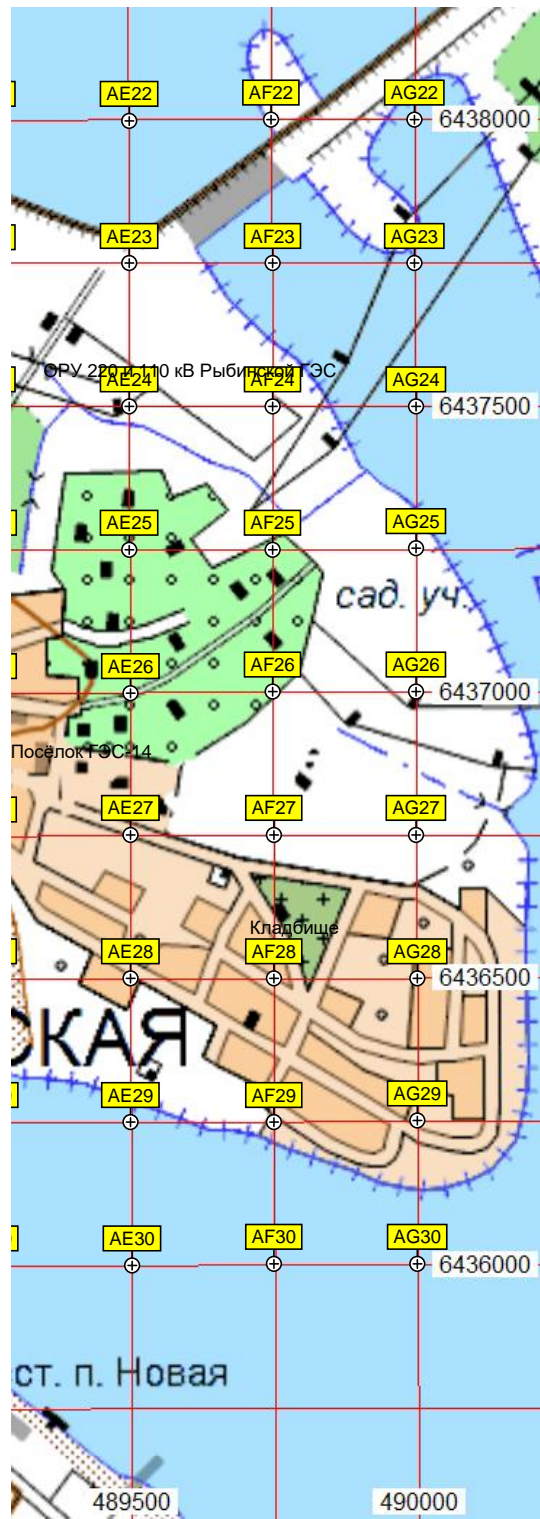 AE22 AF22 AG22
6438000
AE23 AF23 AG23
ОРУ 220 и 110 кВ Рыбинской ГЭС
AE24 AF24 AG24
6437500
AE25 AF25 AG25
сад. уч.
AE26 AF26 AG26
6437000
Посёлок ГЭС-14
AE27 AF27 AG27
Кладбище
AE28 AF28 AG28
6436500
СКАЯ
AE29 AF29 AG29
AE30 AF30 AG30
6436000
ст. п. Новая
489500 490000